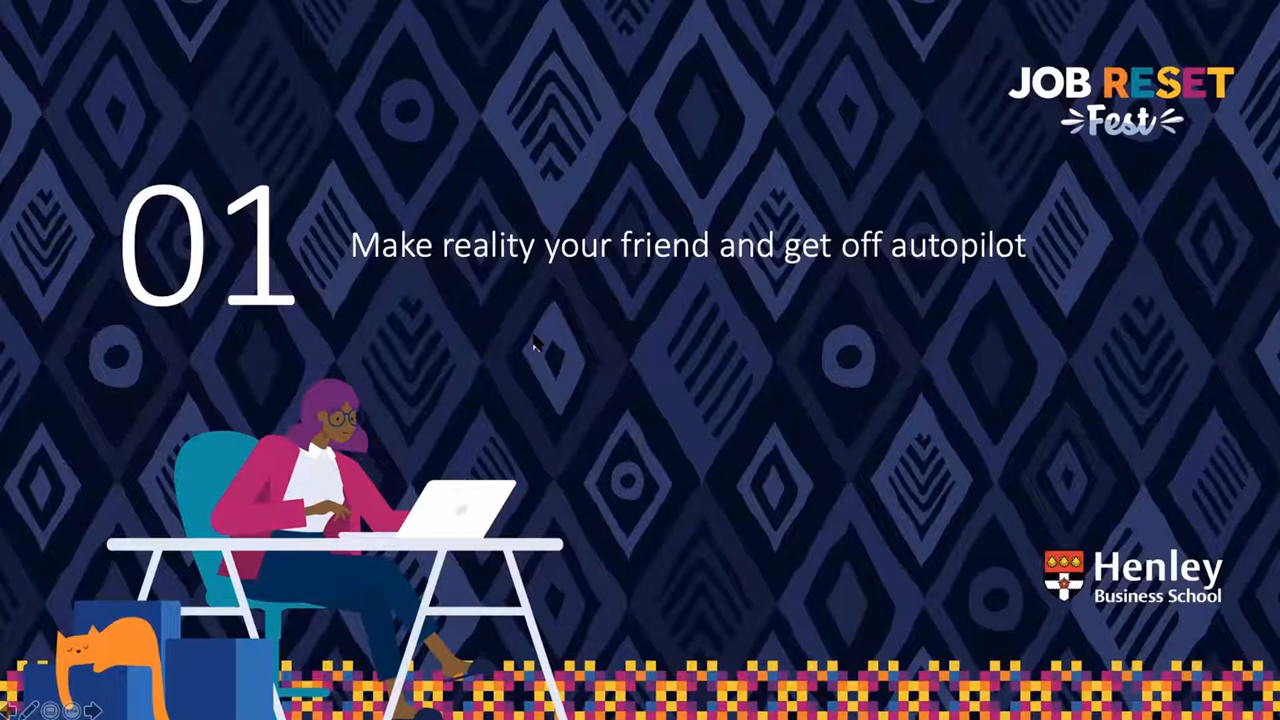 JOB RESET
Fest
01
Make reality your friend and get off autopilot
Henley
Business School